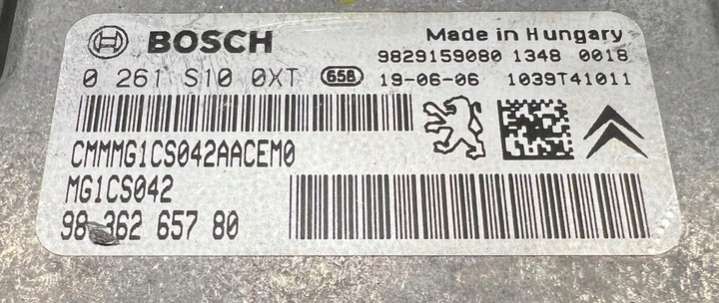 BOSCH
Made in Hungary
9829159080 1348 0018
0 261 S10 0XT 658 19-06-06 1039T41011
CMMMG1CS042AACEM0
MG1CS042
98 362 657 80